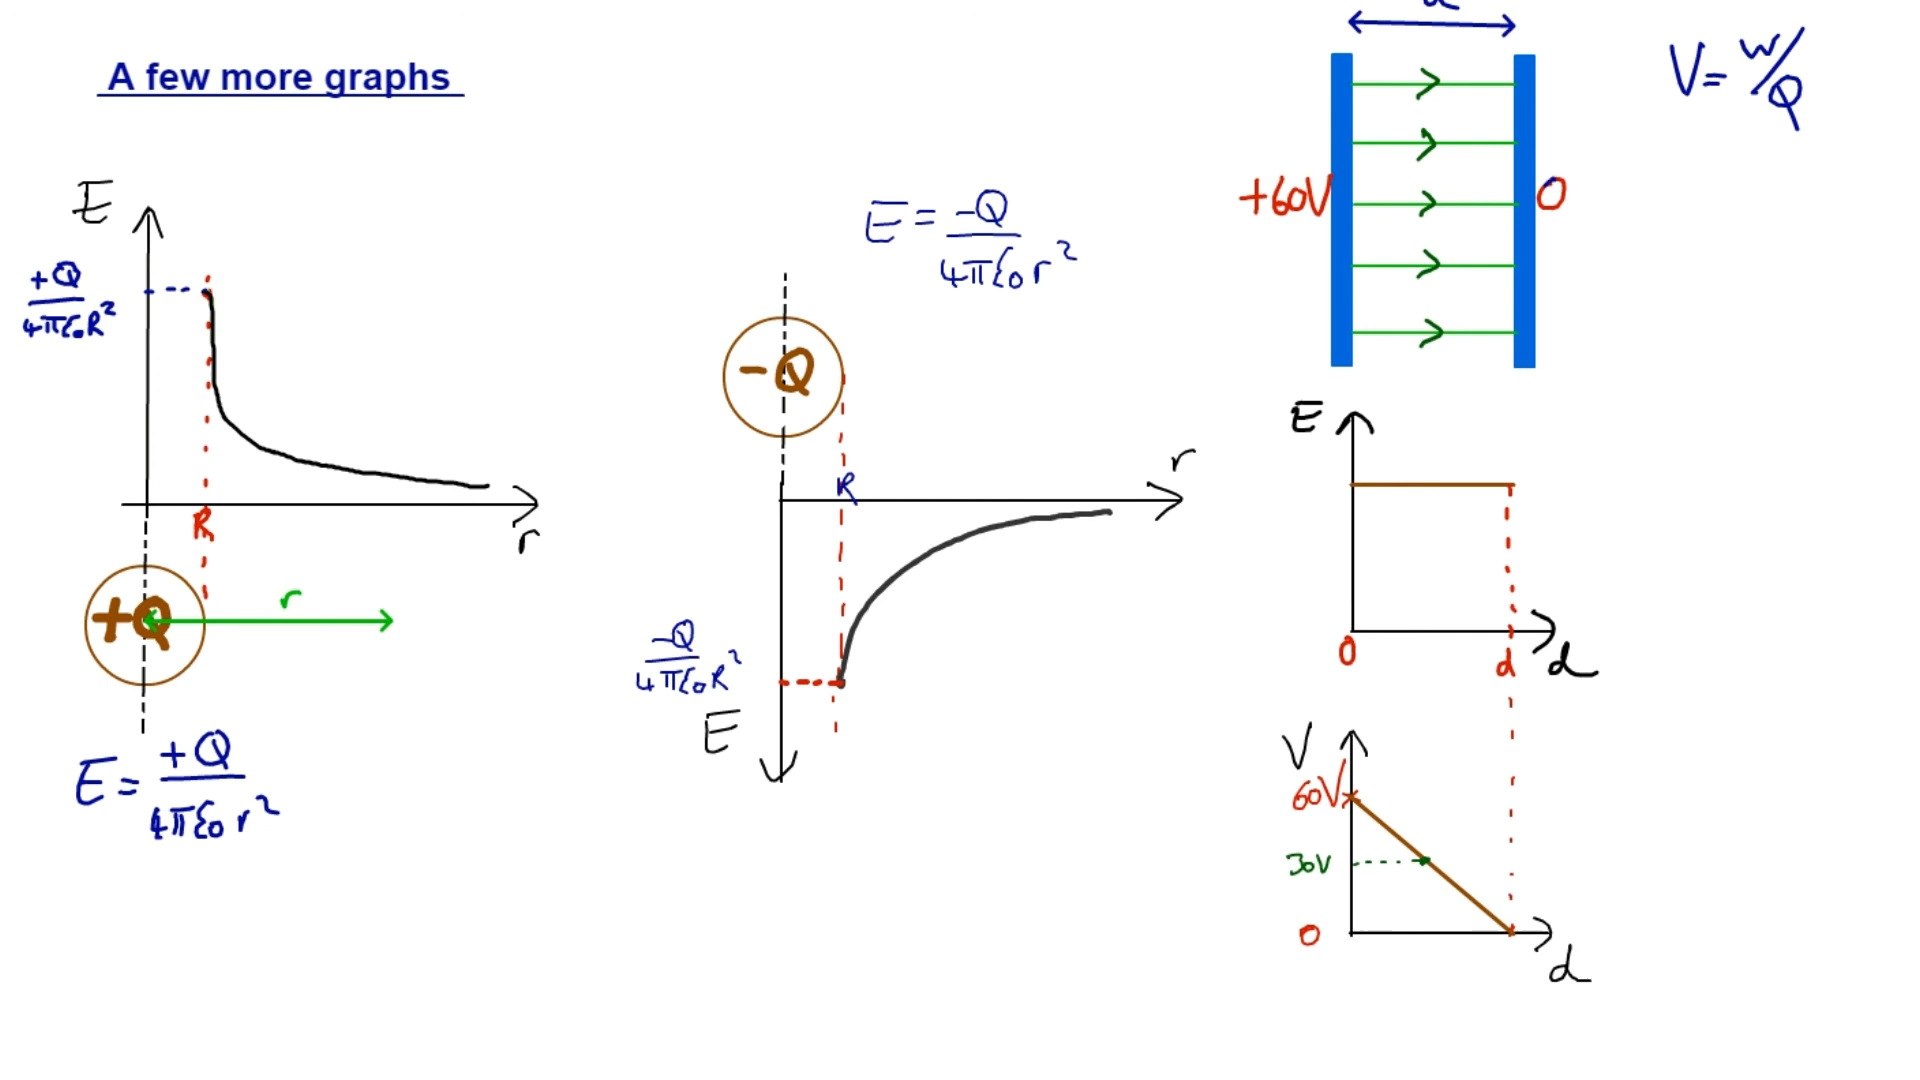 A few more graphs
E
+Q
4πε₀R²
R
r
+Q
r
E = +Q
4πε₀r²
E = -Q
4πε₀r²
-Q
R
r
-Q
4πε₀R²
E
d
V = W/Q
+60V
0
E
0
d
d
V
60V
30V
0
d